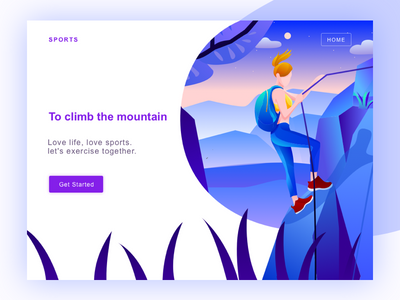 SPORTS
HOME
To climb the mountain
Love life, love sports.
let's exercise together.
Get Started